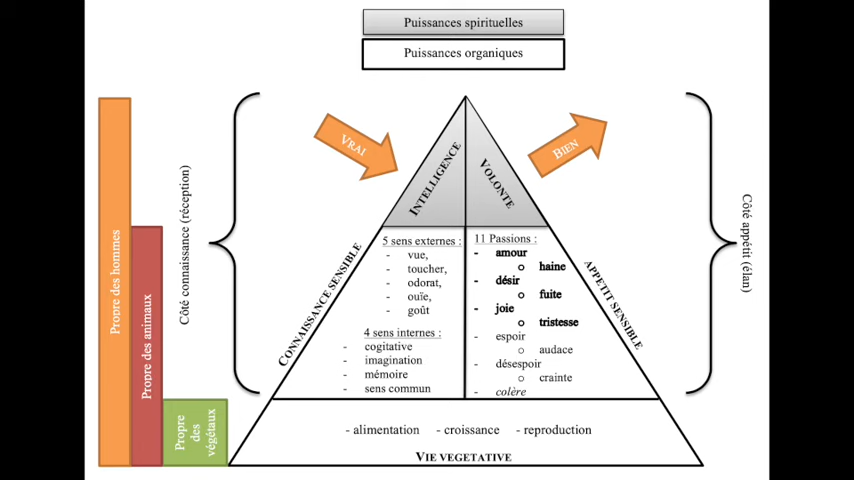 Puissances spirituelles
Puissances organiques
VRAI
BIEN
INTELLIGENCE
VOLONTE
Propre des hommes
Propre des animaux
Propre
des
végétaux
Côté connaissance (réception)
CONNAISSANCE SENSIBLE
5 sens externes :
- vue,
- toucher,
- odorat,
- ouïe,
- goût
4 sens internes :
- cogitative
- imagination
- mémoire
- sens commun
11 Passions :
- amour
o haine
- désir
o fuite
- joie
o tristesse
- espoir
o audace
- désespoir
o crainte
- colère
APPETIT SENSIBLE
Côté appétit (élan)
- alimentation - croissance - reproduction
VIE VEGETATIVE